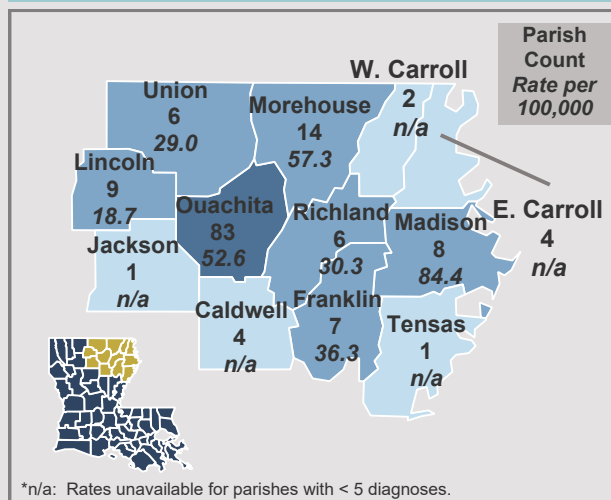 Parish
Count
Rate per
100,000
W. Carroll
2
n/a
Union
6
29.0
Morehouse
14
57.3
Lincoln
9
18.7
Ouachita
83
52.6
Richland
6
30.3
Madison
8
84.4
E. Carroll
4
n/a
Jackson
1
n/a
Caldwell
4
n/a
Franklin
7
36.3
Tensas
1
n/a
*n/a: Rates unavailable for parishes with < 5 diagnoses.